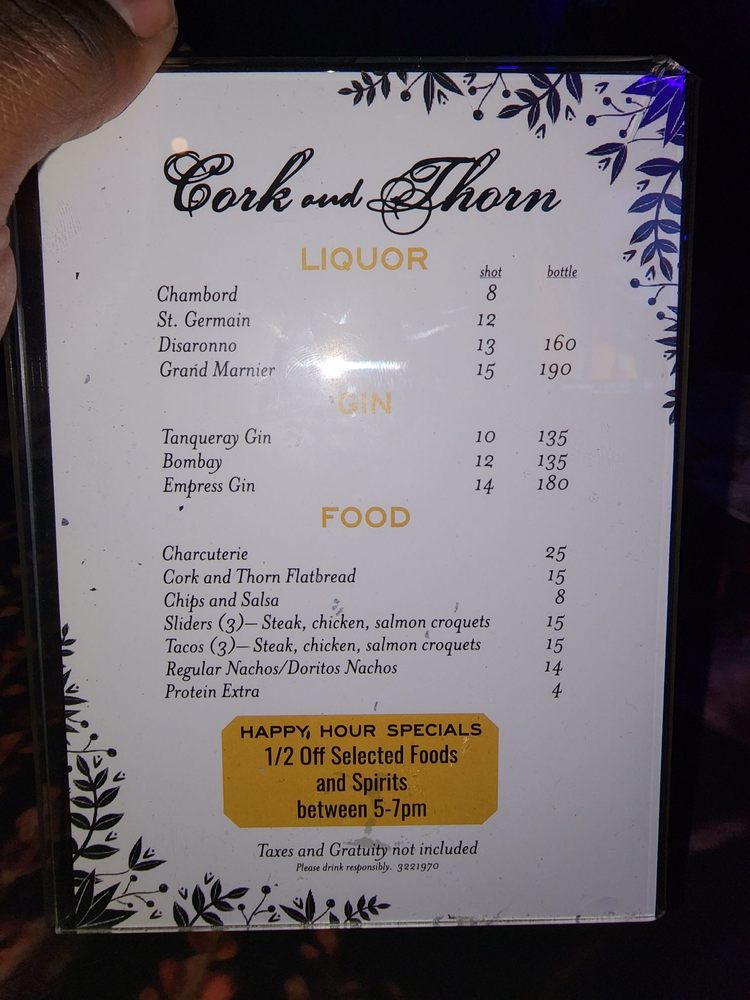 Cork and Thorn
LIQUOR
shot bottle
Chambord 8
St. Germain 12
Disaronno 13 160
Grand Marnier 15 190
GIN
Tanqueray Gin 10 135
Bombay 12 135
Empress Gin 14 180
FOOD
Charcuterie 25
Cork and Thorn Flatbread 15
Chips and Salsa 8
Sliders (3)– Steak, chicken, salmon croquets 15
Tacos (3)– Steak, chicken, salmon croquets 15
Regular Nachos/Doritos Nachos 14
Protein Extra 4
HAPPY HOUR SPECIALS
1/2 Off Selected Foods
and Spirits
between 5-7pm
Taxes and Gratuity not included
Please drink responsibly. 3221970